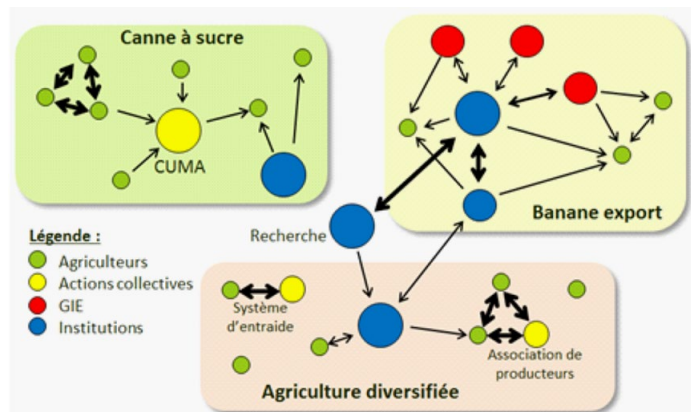 Canne à sucre
CUMA
Banane export
Recherche
Légende :
Agriculteurs
Actions collectives
GIE
Institutions
Système
d'entraide
Association de
producteurs
Agriculture diversifiée